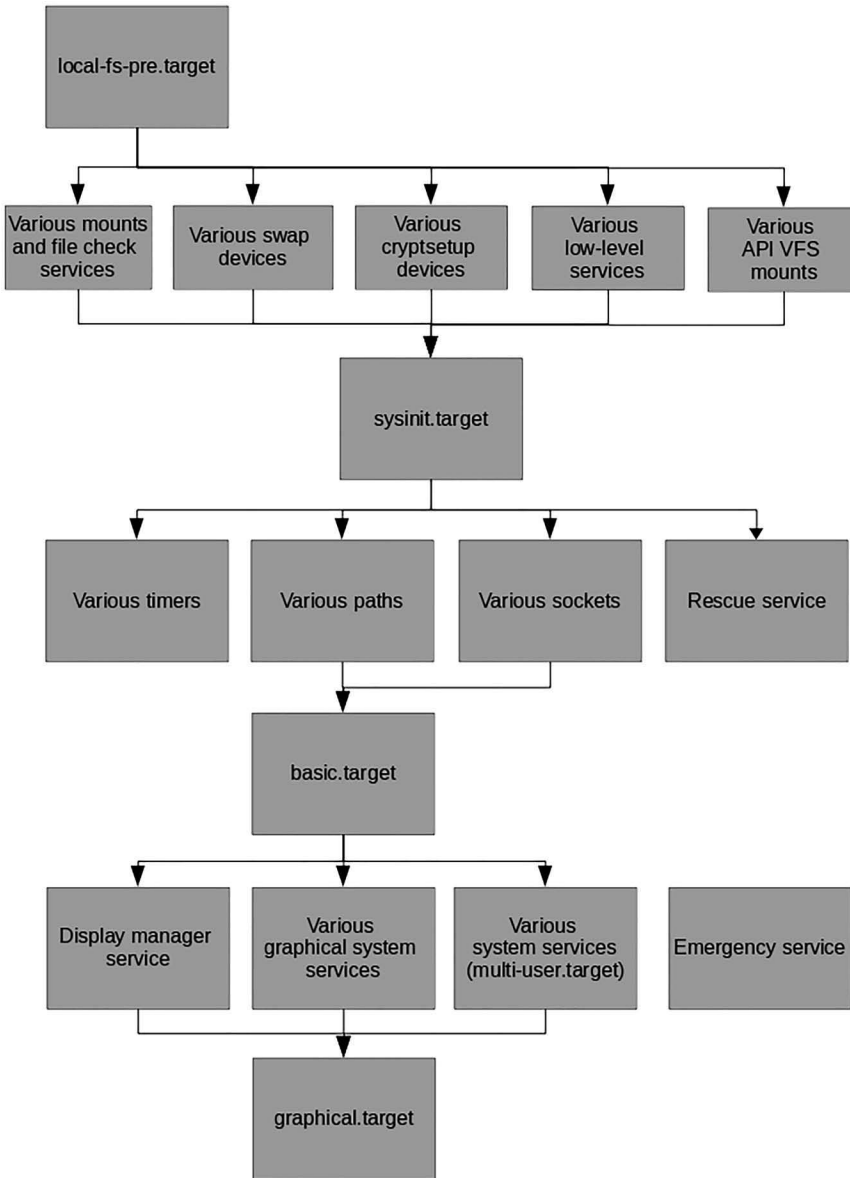 local-fs-pre.target
Various mounts
and file check
services
Various swap
devices
Various
cryptsetup
devices
Various
low-level
services
Various
API VFS
mounts
sysinit.target
Various timers
Various paths
Various sockets
Rescue service
basic.target
Display manager
service
Various
graphical system
services
Various
system services
(multi-user.target)
Emergency service
graphical.target